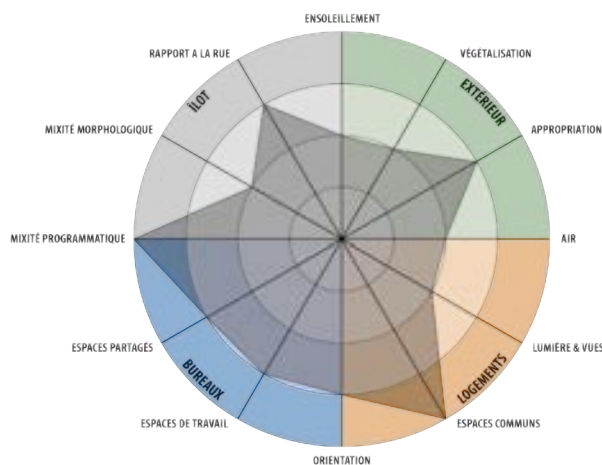 ENSOLEILLEMENT
RAPPORT A LA RUE
VÉGÉTALISATION
ÎLOT
EXTÉRIEUR
MIXITÉ MORPHOLOGIQUE
APPROPRIATION
MIXITÉ PROGRAMMATIQUE
AIR
ESPACES PARTAGÉS
LUMIÈRE & VUES
BUREAUX
LOGEMENTS
ESPACES DE TRAVAIL
ESPACES COMMUNS
ORIENTATION